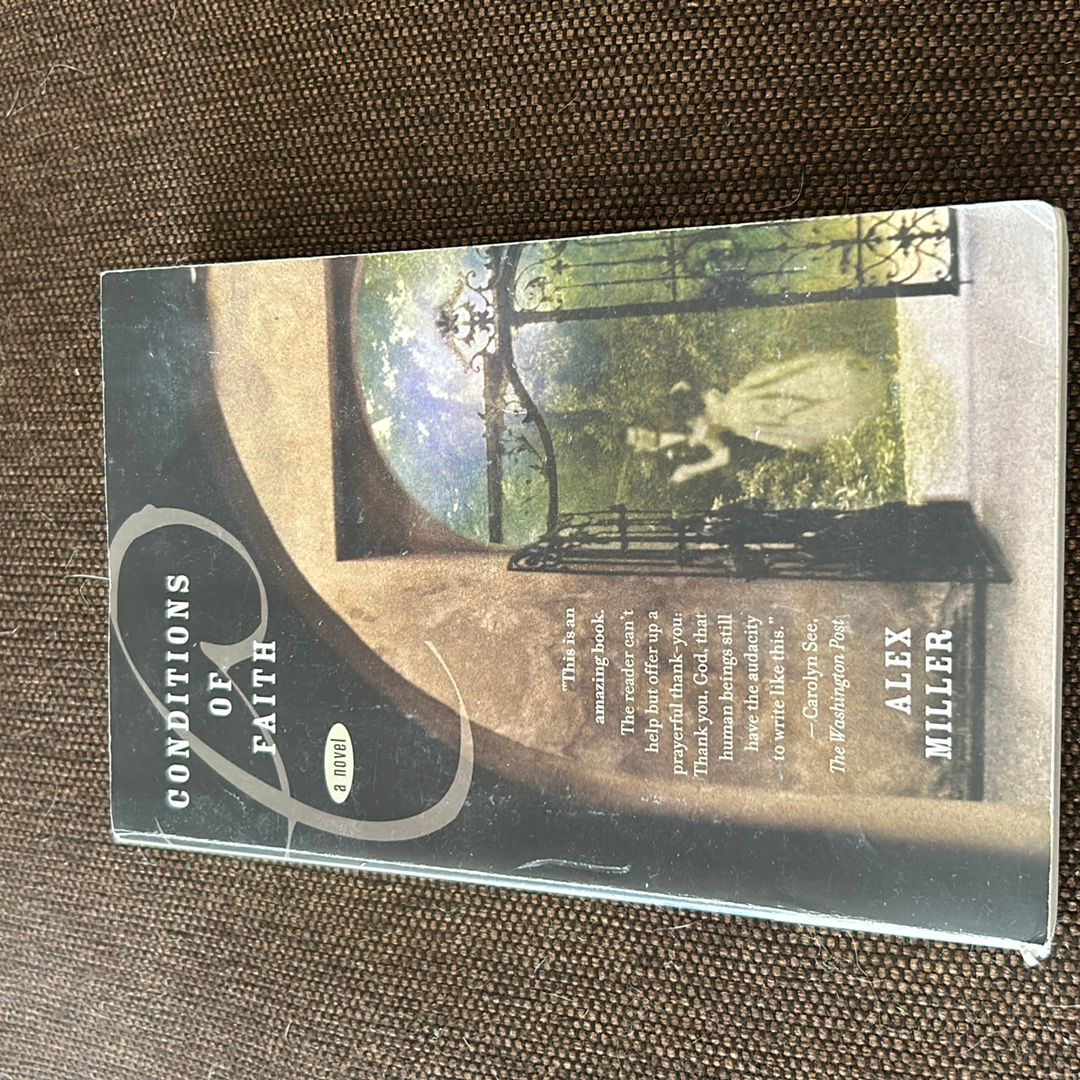 CONDITIONS
OF
FAITH
a novel
"This is an
amazing book.
The reader can't
help but offer up a
prayerful thank-you:
Thank you, God, that
human beings still
have the audacity
to write like this."
—Carolyn See,
The Washington Post
ALEX
MILLER